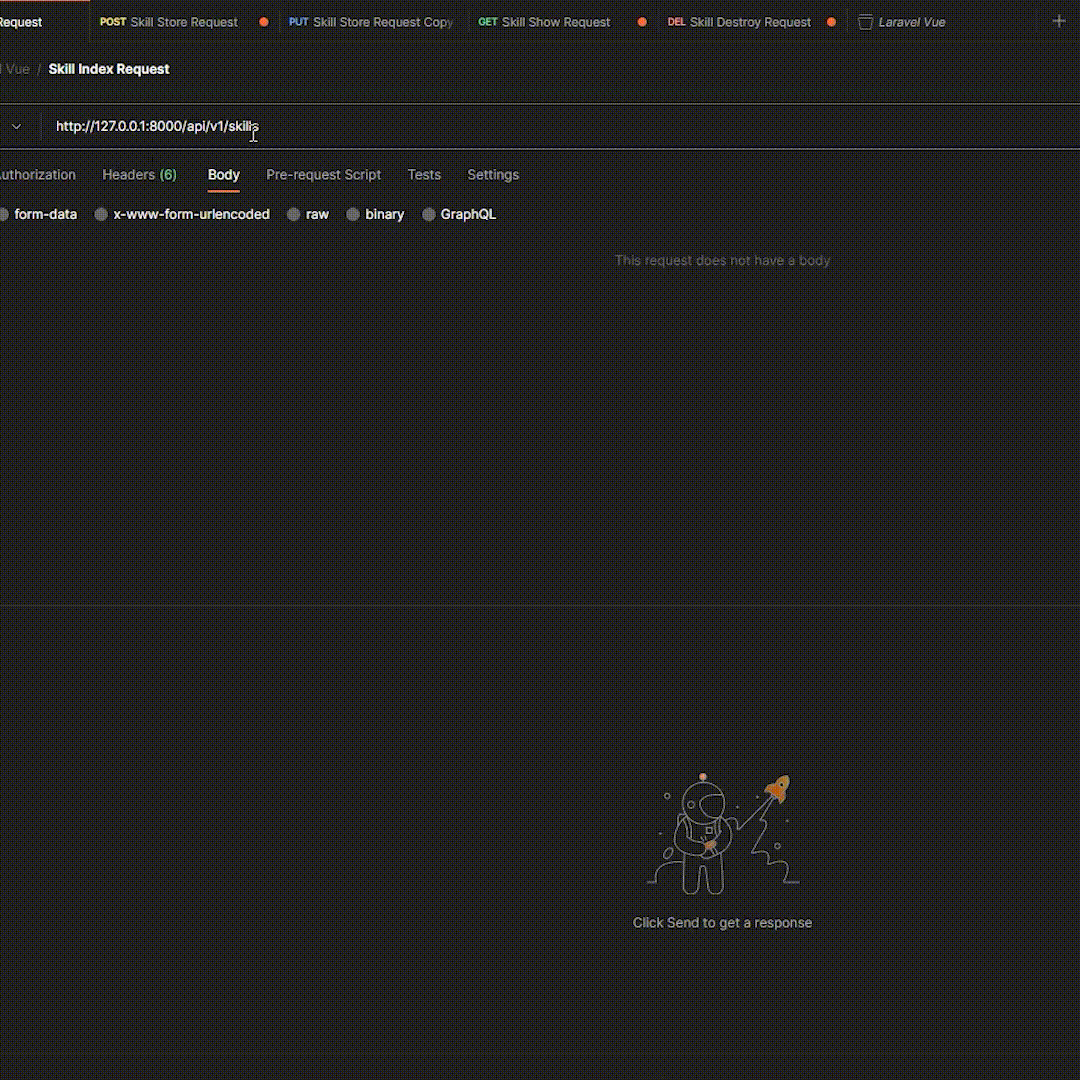 Request POST Skill Store Request PUT Skill Store Request Copy GET Skill Show Request DEL Skill Destroy Request Laravel Vue
Vue / Skill Index Request
http://127.0.0.1:8000/api/v1/skills
uthorization Headers (6) Body Pre-request Script Tests Settings
form-data x-www-form-urlencoded raw binary GraphQL
This request does not have a body
Click Send to get a response